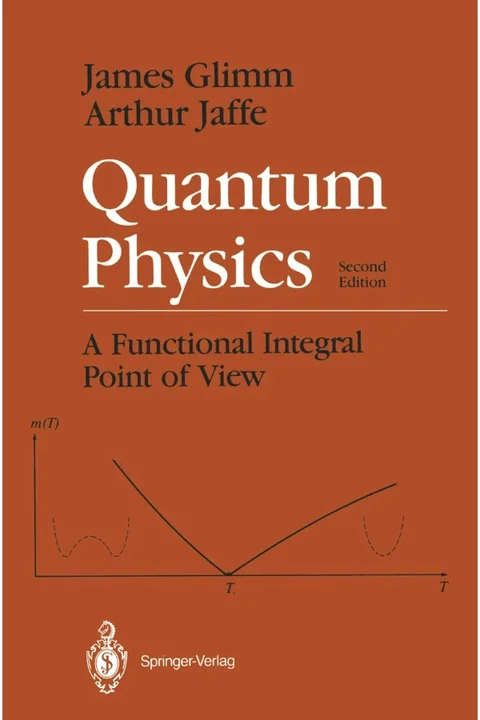 James Glimm
Arthur Jaffe
Quantum
Physics
Second
Edition
A Functional Integral
Point of View
m(T)
T
T
Springer-Verlag